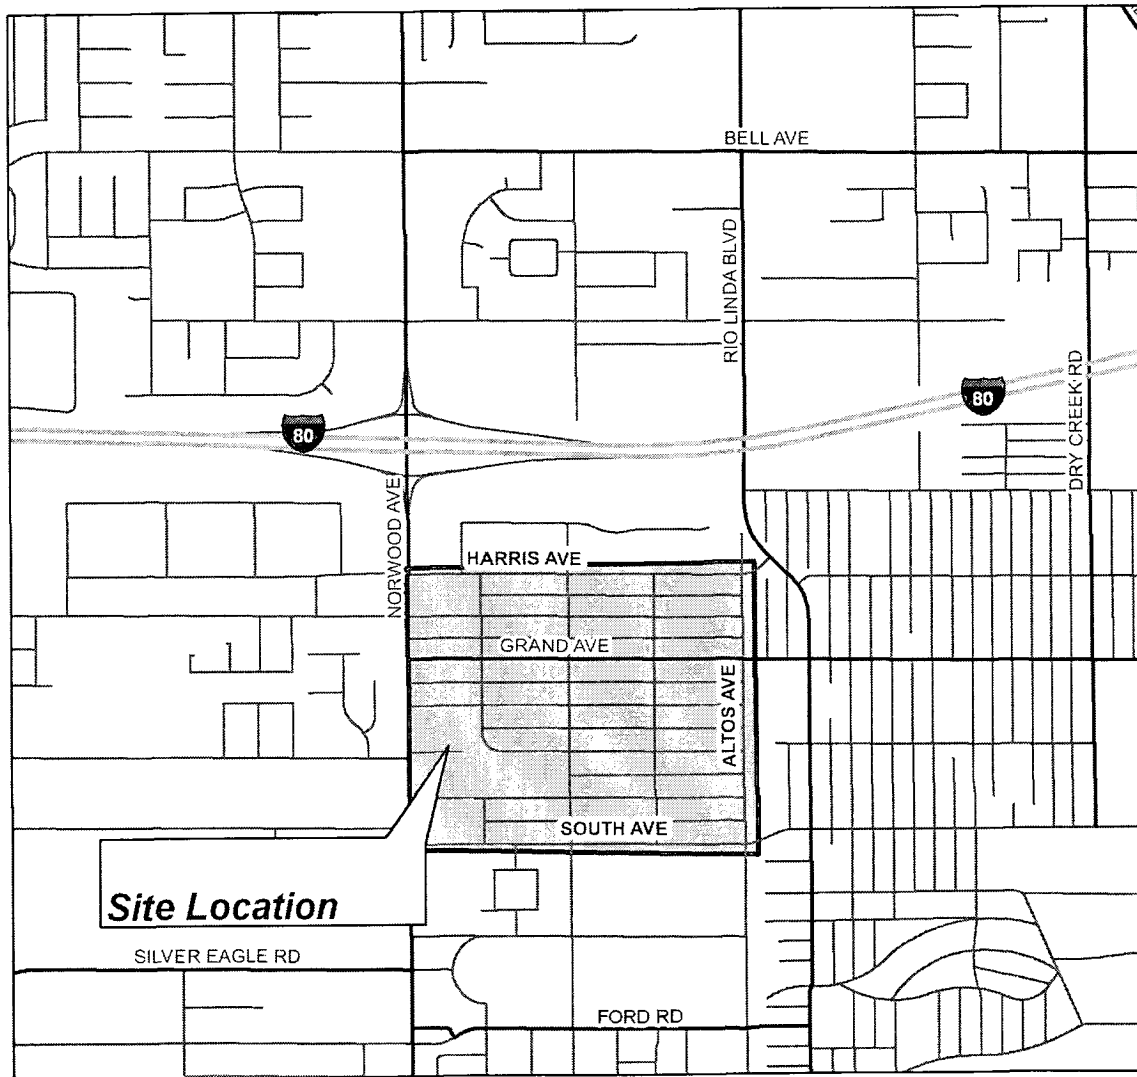 BELL AVE
RIO LINDA BLVD
80
DRY CREEK RD
80
NORWOOD AVE
HARRIS AVE
GRAND AVE
ALTOS AVE
SOUTH AVE
Site Location
SILVER EAGLE RD
FORD RD